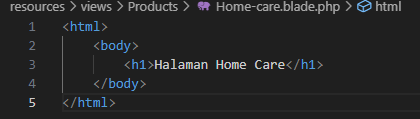 resources > views > Products > Home-care.blade.php > html
1 <html>
2 <body>
3 <h1>Halaman Home Care</h1>
4 </body>
5 </html>